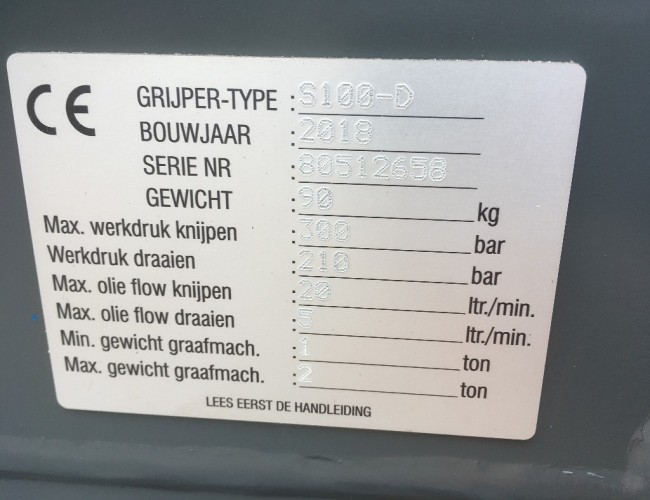 CE
GRIJPER-TYPE : S100-D
BOUWJAAR : 2018
SERIE NR : 80512658
GEWICHT : 90 kg
Max. werkdruk knijpen : 300 bar
Werkdruk draaien : 210 bar
Max. olie flow knijpen : 20 ltr./min.
Max. olie flow draaien : 5 ltr./min.
Min. gewicht graafmach. : 1 ton
Max. gewicht graafmach. : 2 ton
LEES EERST DE HANDLEIDING